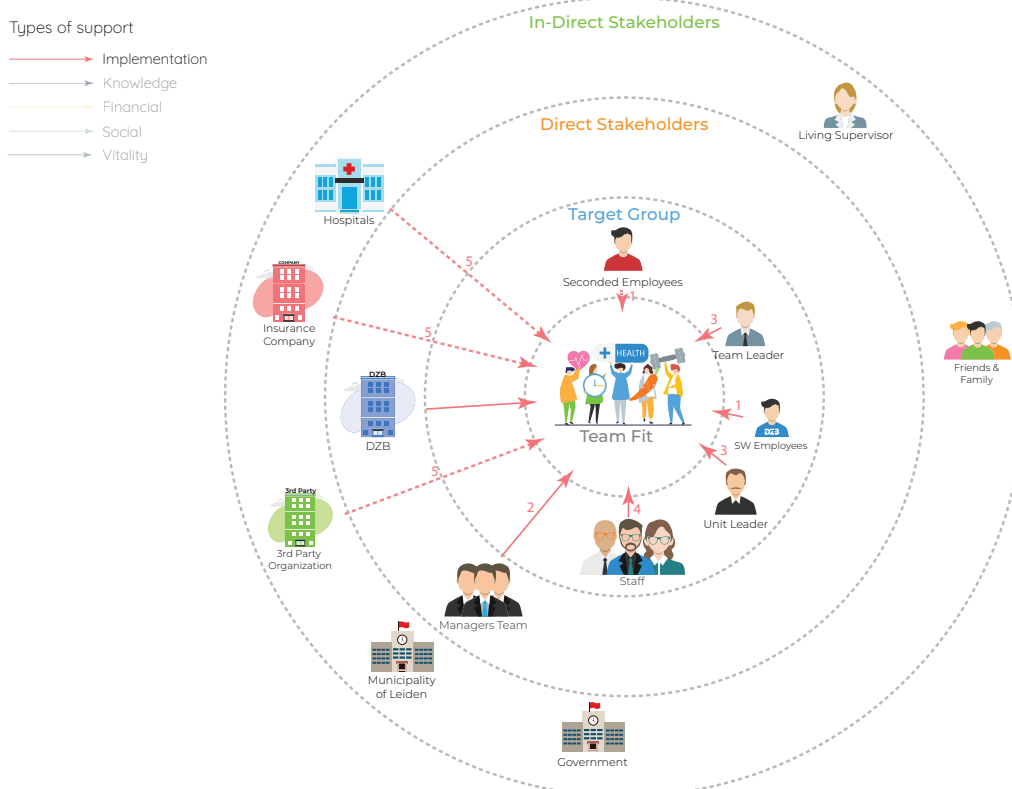 In-Direct Stakeholders
Types of support
Implementation
Knowledge
Financial
Social
Vitality
Direct Stakeholders
Living Supervisor
Hospitals
Target Group
5
Seconded Employees
1
COMPANY
Insurance
Company
5
3
Team Leader
HEALTH
Friends &
Family
DZB
DZB
1
DZB
SW Employees
Team Fit
3
5
3rd Party
3rd Party
Organization
2
4
Unit Leader
Staff
Managers Team
Municipality
of Leiden
Government